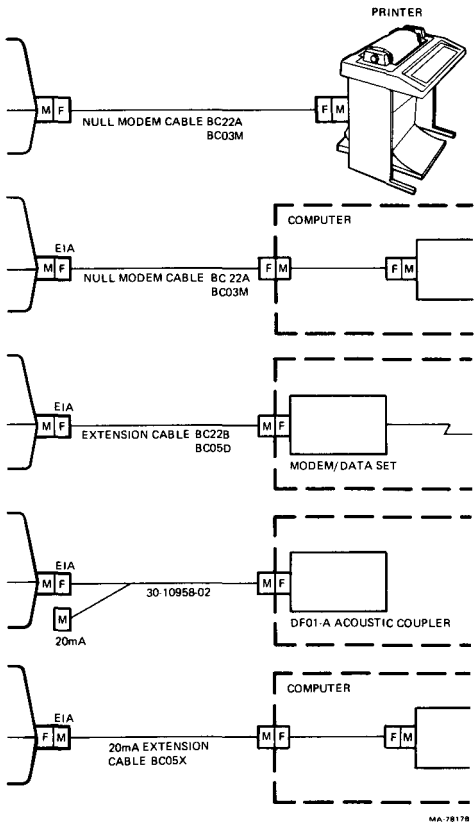 PRINTER
M F
F M
NULL MODEM CABLE BC22A
BC03M
COMPUTER
EIA
M F
F M
F M
NULL MODEM CABLE BC 22A
BC03M
EIA
M F
M F
EXTENSION CABLE BC22B
BC05D
MODEM/DATA SET
EIA
M F
M F
30-10958-02
M
20mA
DF01-A ACOUSTIC COUPLER
COMPUTER
EIA
F M
M F
F M
20mA EXTENSION
CABLE BC05X
MA-7817B